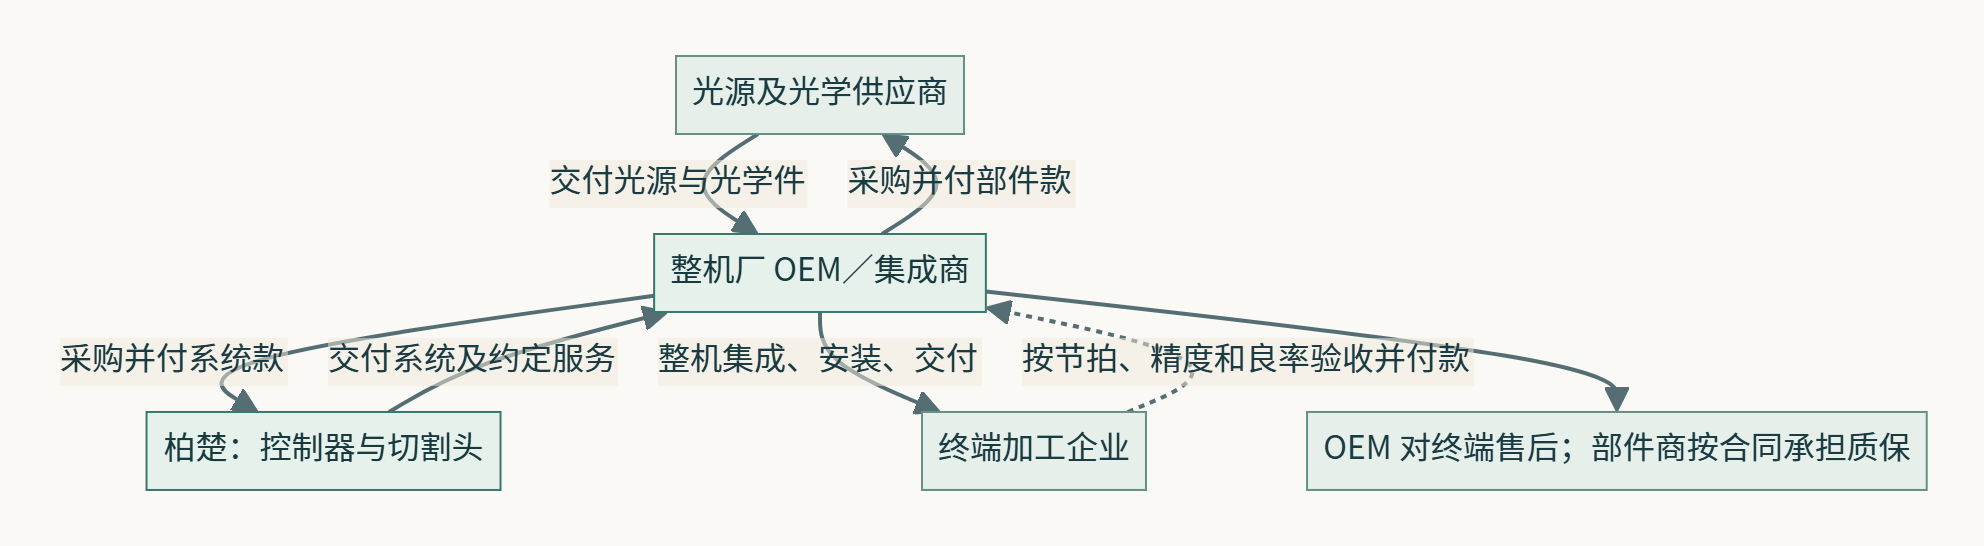 光源及光学供应商
交付光源与光学件
采购并付部件款
整机厂 OEM／集成商
采购并付系统款
交付系统及约定服务
整机集成、安装、交付
按节拍、精度和良率验收并付款
柏楚：控制器与切割头
终端加工企业
OEM 对终端售后；部件商按合同承担质保